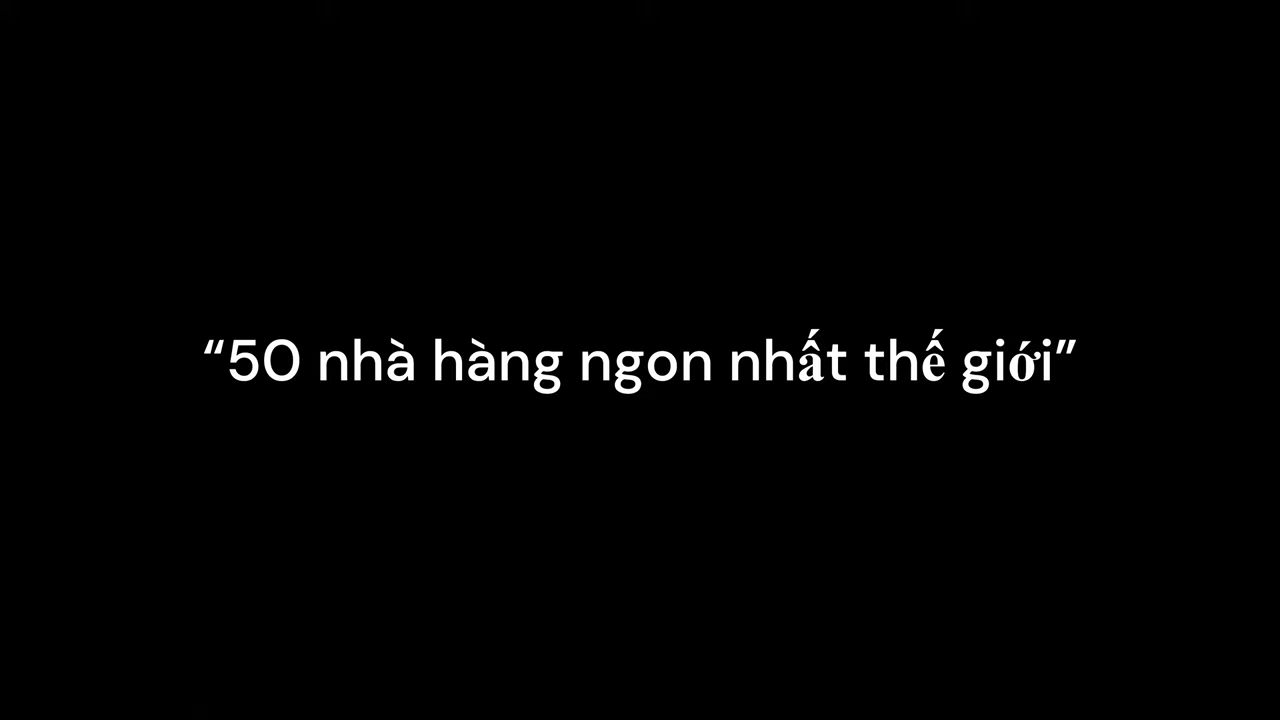 “50 nhà hàng ngon nhất thế giới”